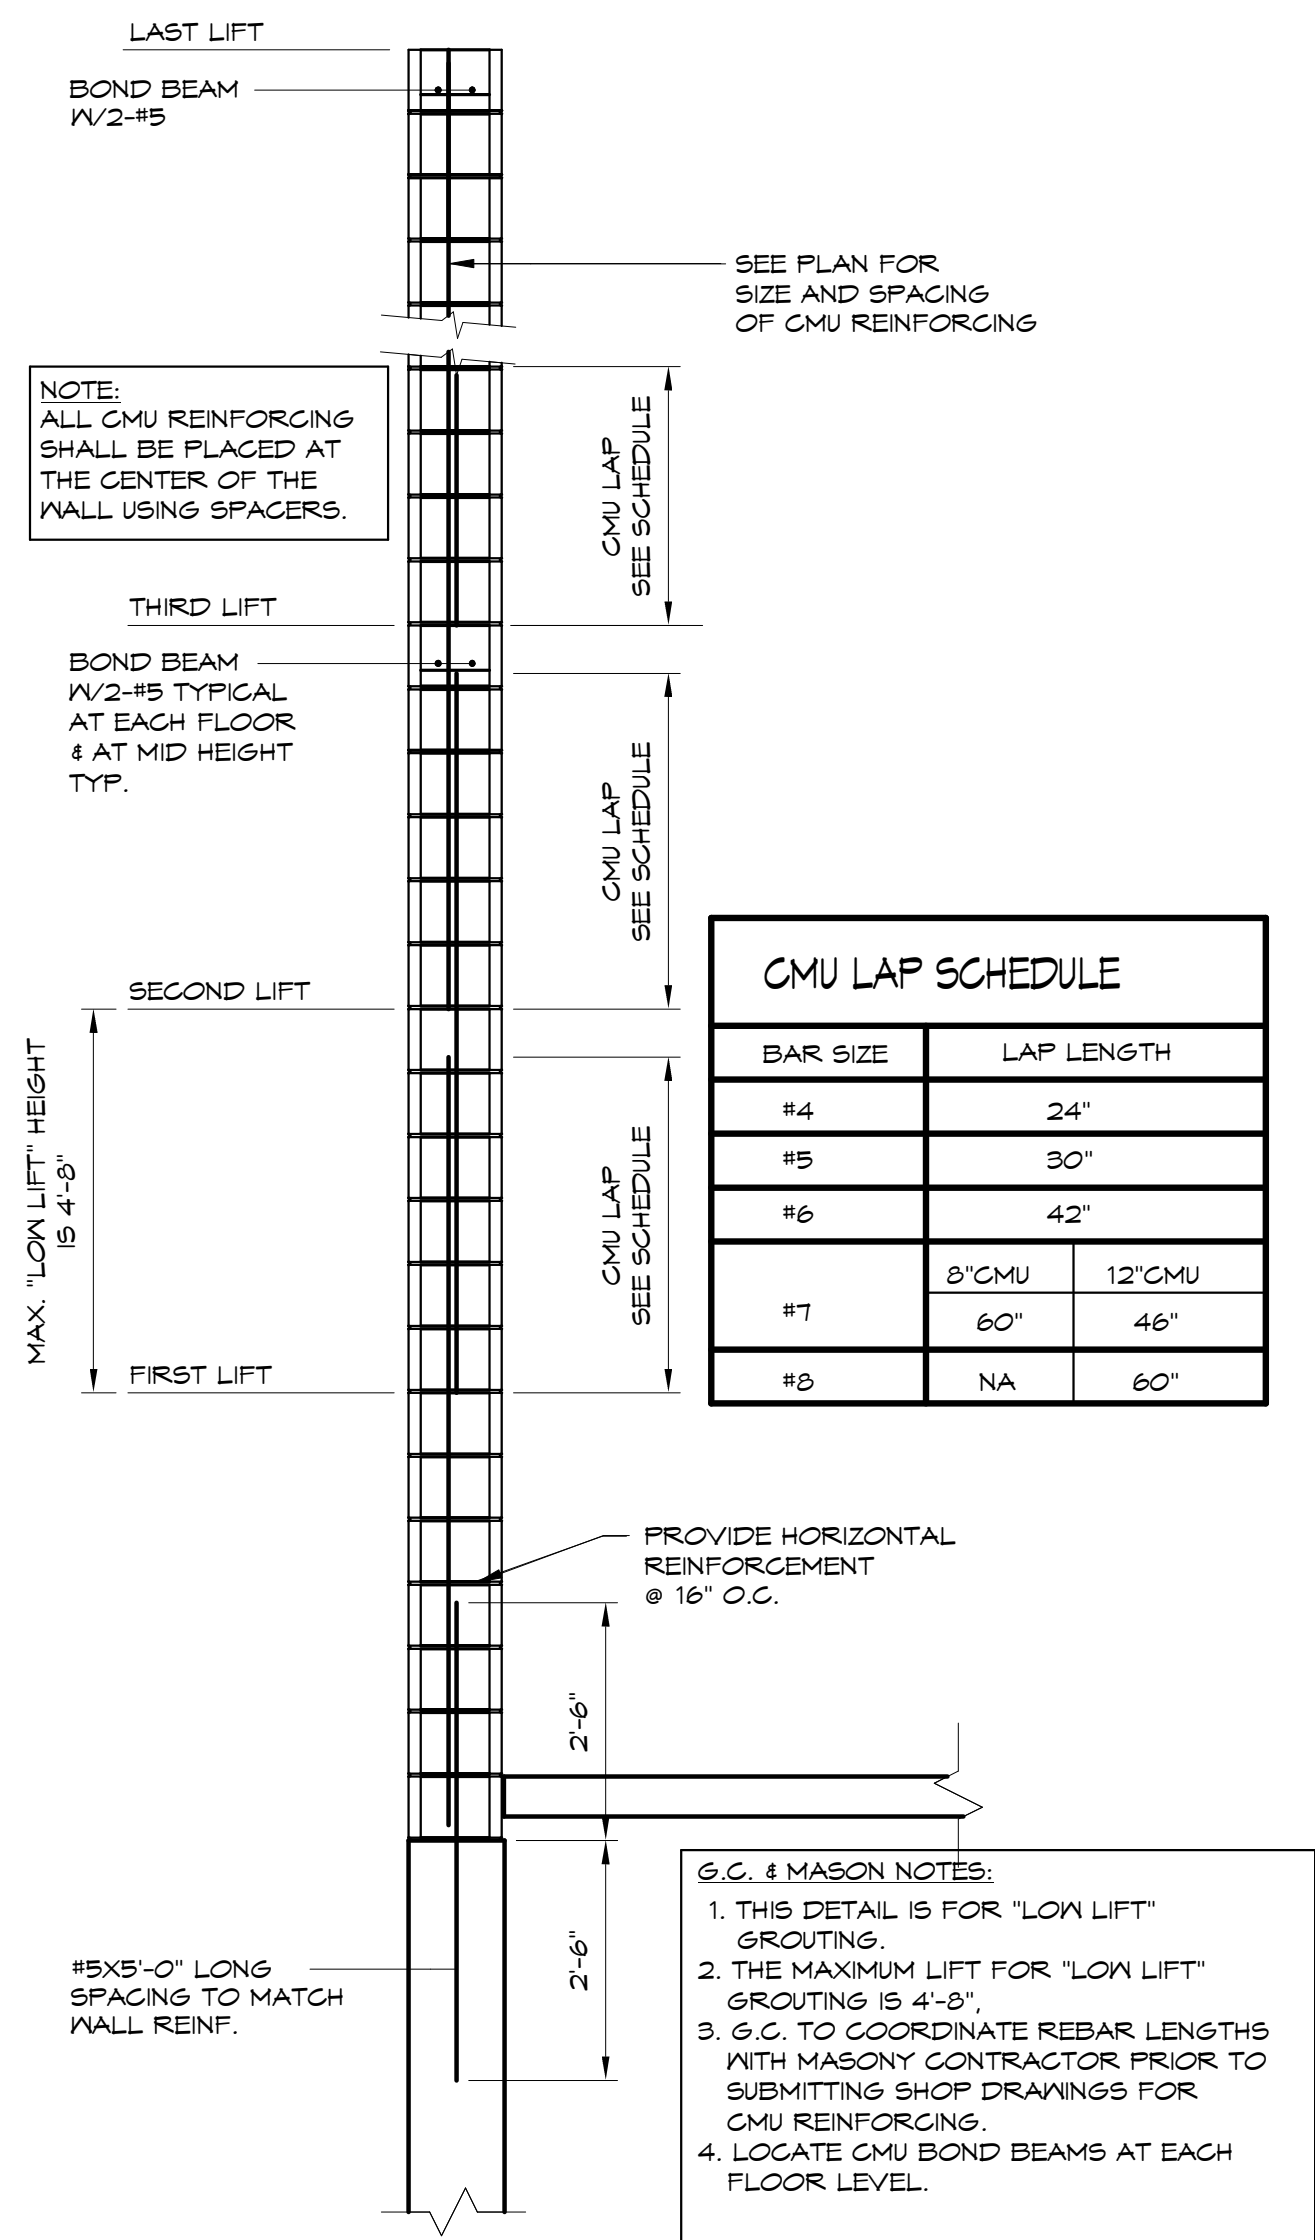 LAST LIFT
BOND BEAM
W/2-#5
SEE PLAN FOR
SIZE AND SPACING
OF CMU REINFORCING
NOTE:
ALL CMU REINFORCING
SHALL BE PLACED AT
THE CENTER OF THE
WALL USING SPACERS.
CMU LAP
SEE SCHEDULE
THIRD LIFT
BOND BEAM
W/2-#5 TYPICAL
AT EACH FLOOR
& AT MID HEIGHT
TYP.
CMU LAP
SEE SCHEDULE
SECOND LIFT
MAX. "LOW LIFT" HEIGHT
IS 4'-8"
CMU LAP
SEE SCHEDULE
FIRST LIFT
CMU LAP SCHEDULE
BAR SIZE LAP LENGTH
#4 24"
#5 30"
#6 42"
8"CMU 12"CMU
#7 60" 46"
#8 NA 60"
PROVIDE HORIZONTAL
REINFORCEMENT
@ 16" O.C.
2'-6"
2'-6"
#5X5'-0" LONG
SPACING TO MATCH
WALL REINF.
G.C. & MASON NOTES:
1. THIS DETAIL IS FOR "LOW LIFT"
GROUTING.
2. THE MAXIMUM LIFT FOR "LOW LIFT"
GROUTING IS 4'-8",
3. G.C. TO COORDINATE REBAR LENGTHS
WITH MASONY CONTRACTOR PRIOR TO
SUBMITTING SHOP DRAWINGS FOR
CMU REINFORCING.
4. LOCATE CMU BOND BEAMS AT EACH
FLOOR LEVEL.